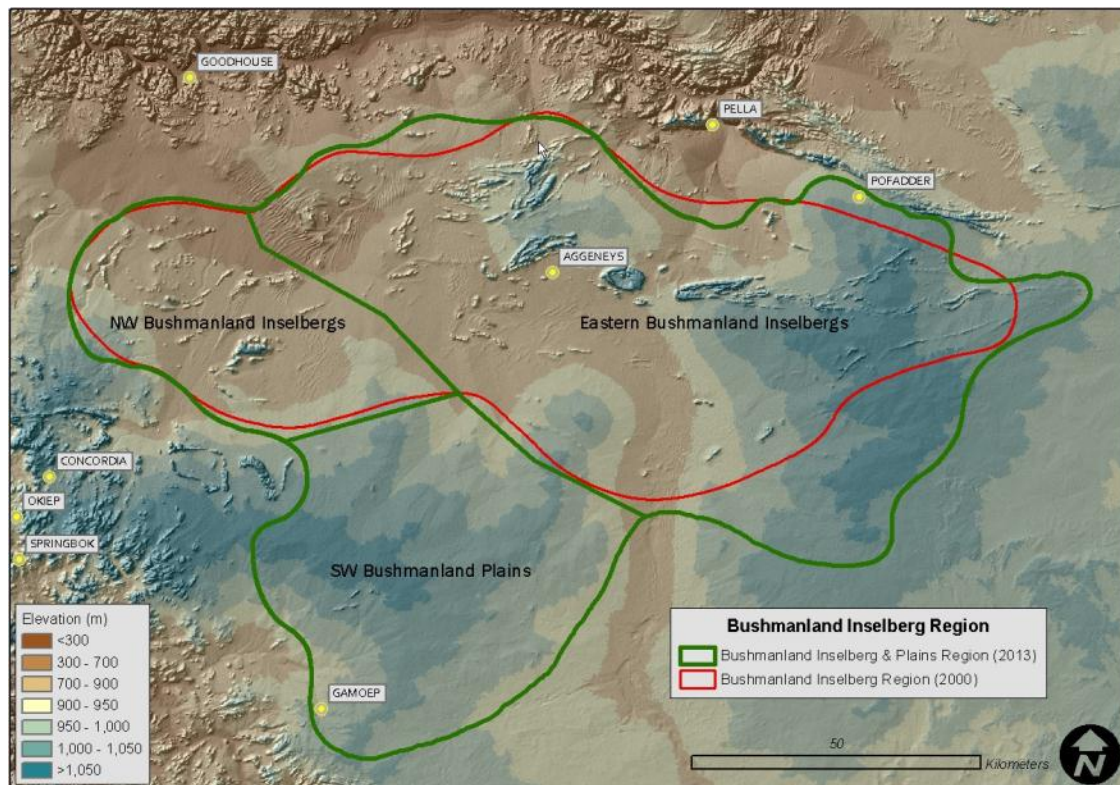 GOODHOUSE
PELLA
POFADDER
AGGENEYS
NW Bushmanland Inselbergs
Eastern Bushmanland Inselbergs
CONCORDIA
OKIEP
SPRINGBOK
SW Bushmanland Plains
GAMOEP
Elevation (m)
<300
300 - 700
700 - 900
900 - 950
950 - 1,000
1,000 - 1,050
>1,050
Bushmanland Inselberg Region
Bushmanland Inselberg & Plains Region (2013)
Bushmanland Inselberg Region (2000)
50
Kilometers
N